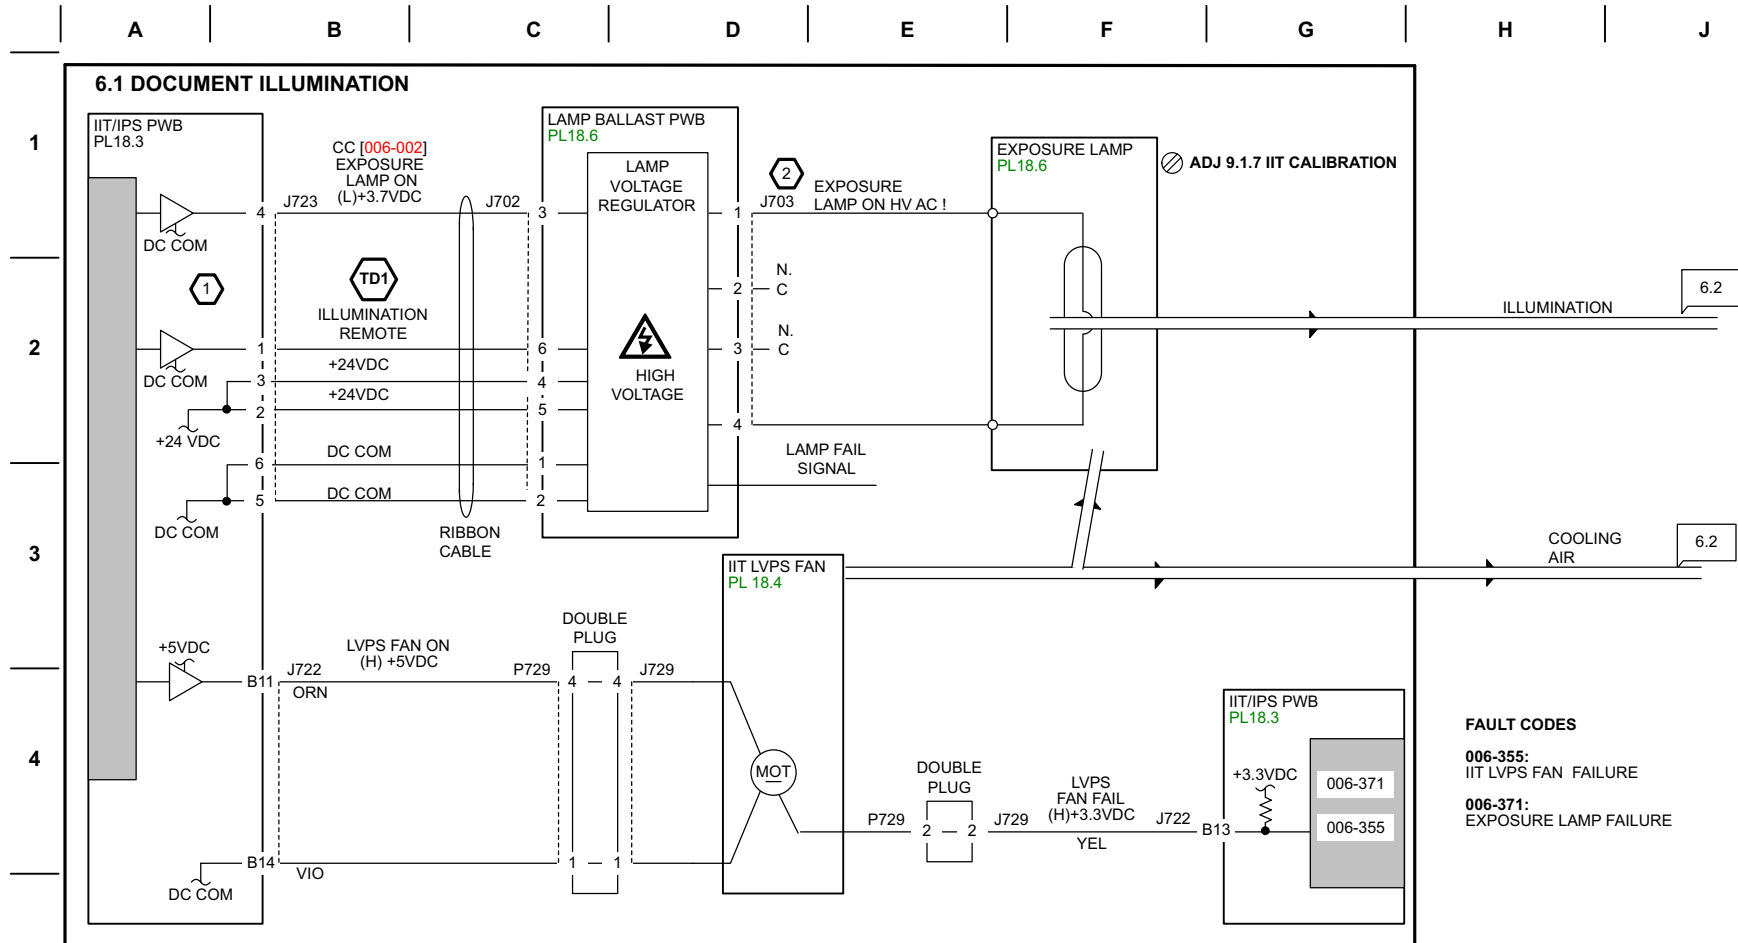 A B C D E F G H J
6.1 DOCUMENT ILLUMINATION
1
IIT/IPS PWB
PL18.3
CC [006-002]
EXPOSURE
LAMP ON
(L)+3.7VDC
LAMP BALLAST PWB
PL18.6
LAMP
VOLTAGE
REGULATOR
2
EXPOSURE
LAMP ON HV AC !
EXPOSURE LAMP
PL18.6
ADJ 9.1.7 IIT CALIBRATION
4 J723 J702 3 1 J703
DC COM
1
TD1
ILLUMINATION
REMOTE
2 N.
C
ILLUMINATION
6.2
2
1 6 3 N.
C
DC COM
HIGH
VOLTAGE
3 +24VDC 4
2 +24VDC 5
+24 VDC
4
6 DC COM 1
5 DC COM 2
DC COM
LAMP FAIL
SIGNAL
RIBBON
CABLE
3
IIT LVPS FAN
PL 18.4
COOLING
AIR
6.2
+5VDC
LVPS FAN ON
(H) +5VDC
DOUBLE
PLUG
B11 J722 P729 4 4 J729
ORN
4
MOT
DOUBLE
PLUG
LVPS
FAN FAIL
(H)+3.3VDC
P729 2 2 J729 J722 B13
YEL
IIT/IPS PWB
PL18.3
+3.3VDC
006-371
006-355
B14 1 1
VIO
DC COM
FAULT CODES
006-355:
IIT LVPS FAN FAILURE
006-371:
EXPOSURE LAMP FAILURE